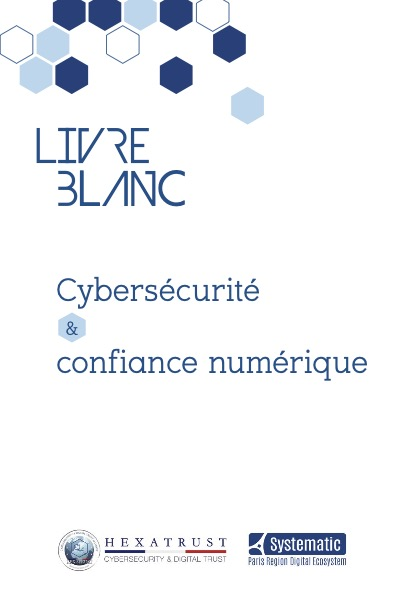 LIVRE
BLANC
Cybersécurité
&
confiance numérique
HEXATRUST
CYBERSECURITY & DIGITAL TRUST
Systematic
Paris Region Digital Ecosystem